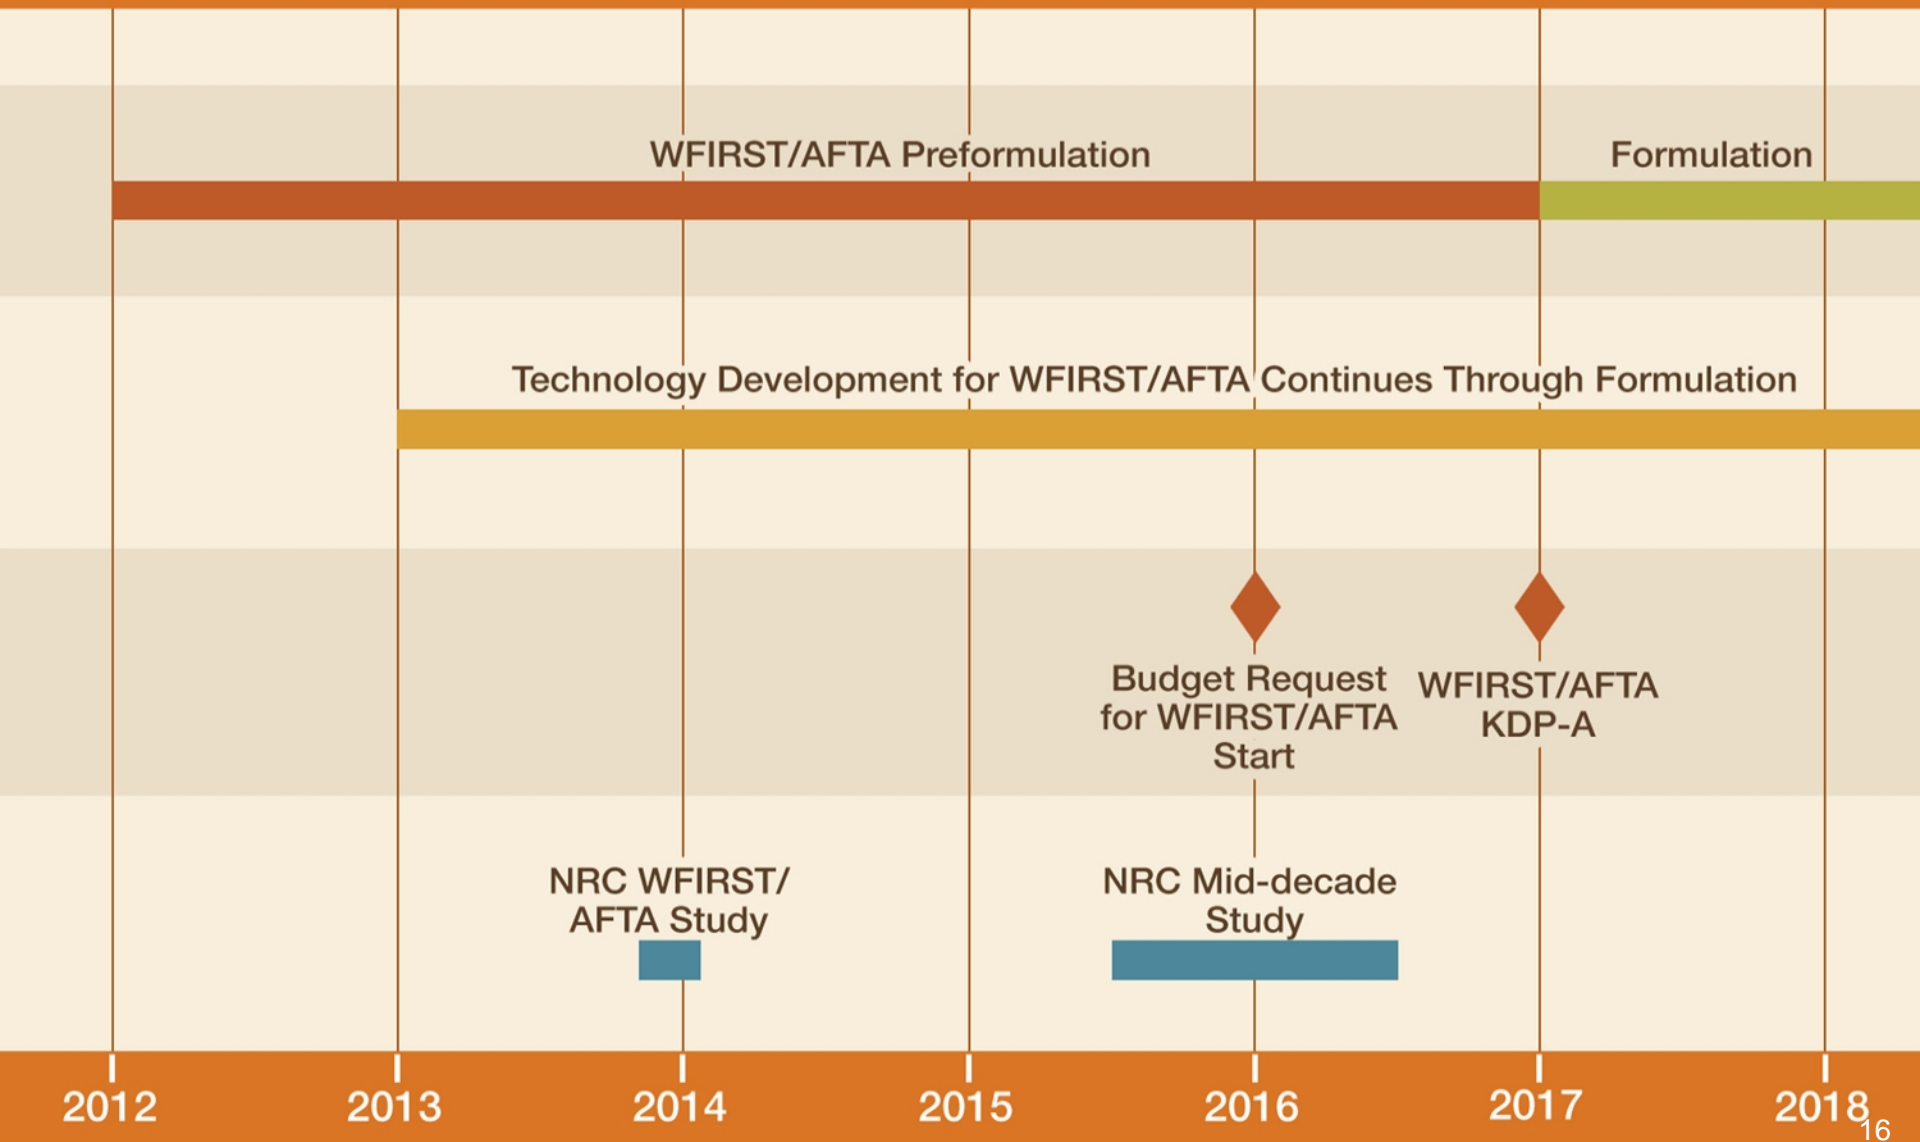 WFIRST/AFTA Preformulation
Formulation
Technology Development for WFIRST/AFTA Continues Through Formulation
Budget Request
for WFIRST/AFTA
Start
WFIRST/AFTA
KDP-A
NRC WFIRST/
AFTA Study
NRC Mid-decade
Study
2012
2013
2014
2015
2016
2017
2018
16